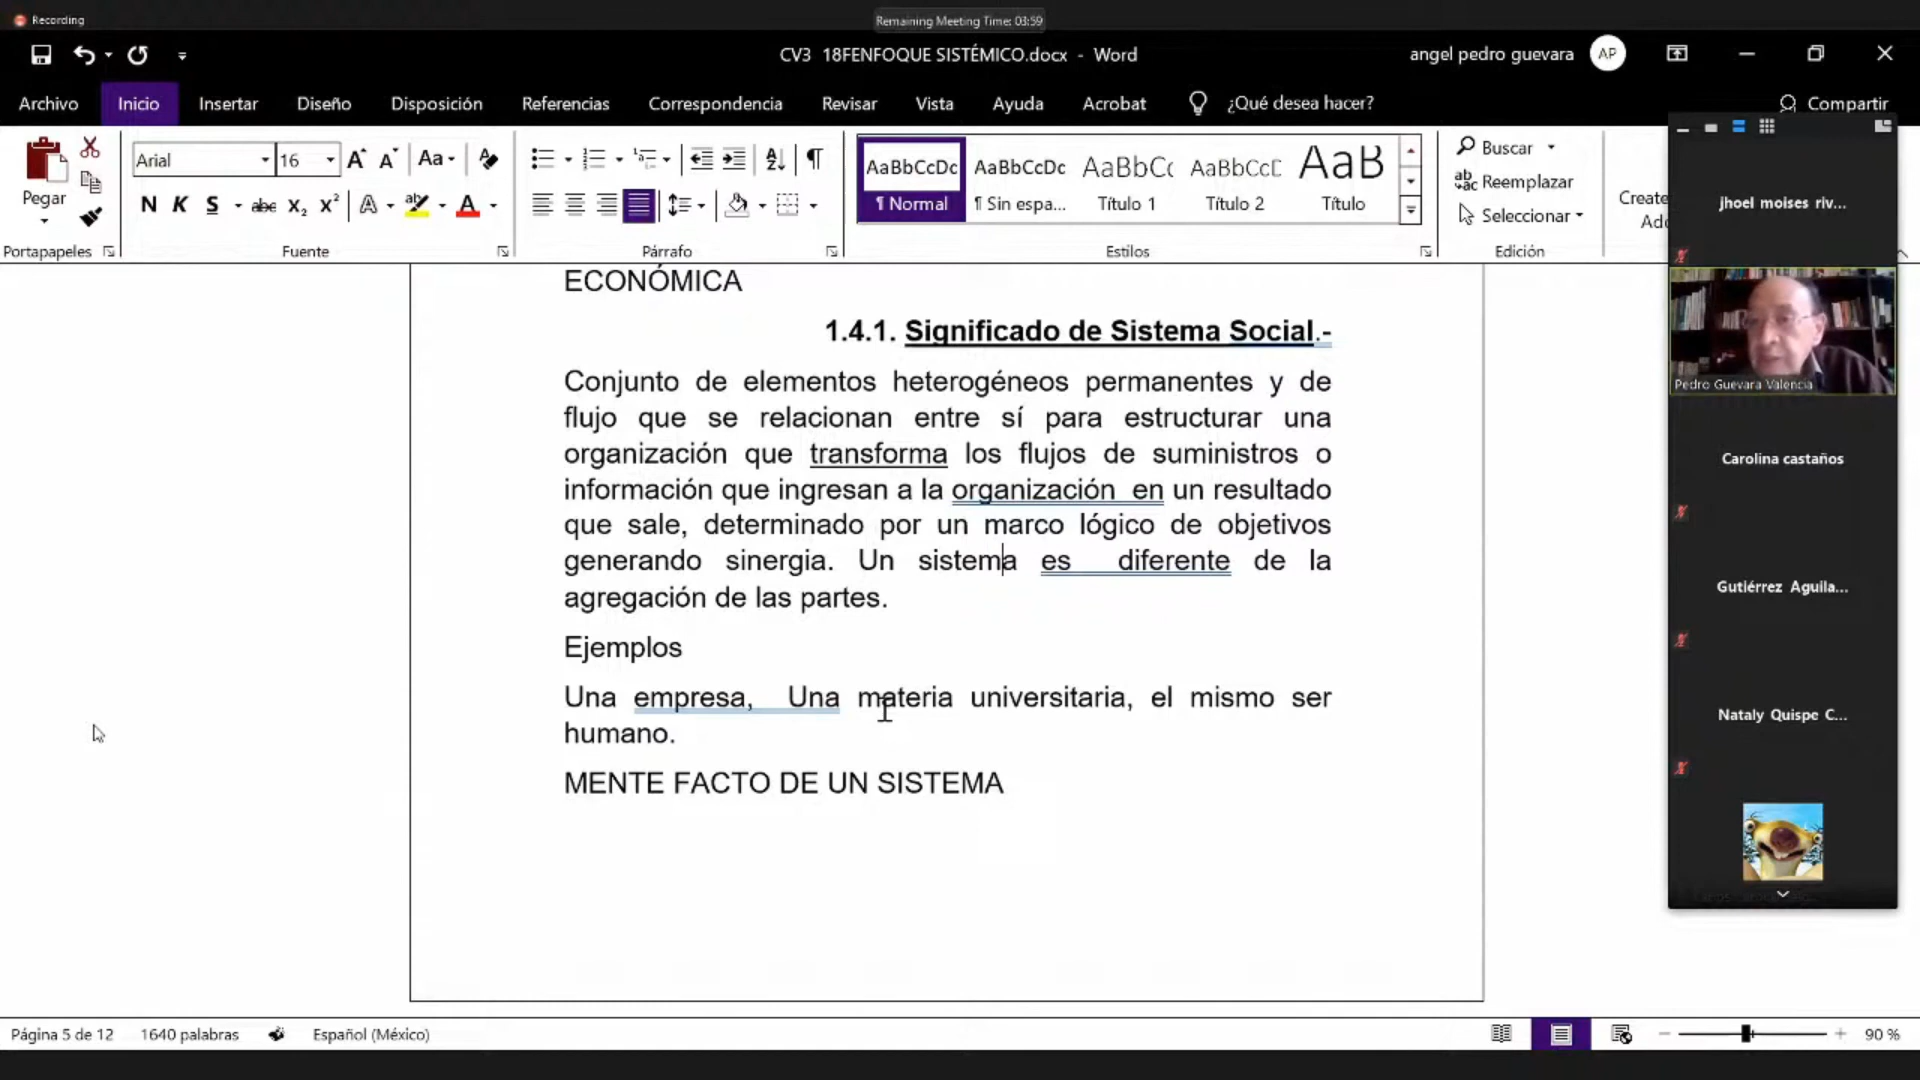 Recording
Remaining Meeting Time: 03:59
CV3 18FENFOQUE SISTÉMICO.docx - Word
angel pedro guevara
AP
Archivo
Inicio
Insertar
Diseño
Disposición
Referencias
Correspondencia
Revisar
Vista
Ayuda
Acrobat
¿Qué desea hacer?
Compartir
Pegar
Portapapeles
Arial
16
Aa
N K S abc X₂ X²
Fuente
Párrafo
AaBbCcDc
¶ Normal
AaBbCcDc
¶ Sin espa...
AaBbCc
Título 1
AaBbCcD
Título 2
AaB
Título
Estilos
Buscar
Reemplazar
Seleccionar
Edición
Create
ECONÓMICA
1.4.1. Significado de Sistema Social.-
Conjunto de elementos heterogéneos permanentes y de
flujo que se relacionan entre sí para estructurar una
organización que transforma los flujos de suministros o
información que ingresan a la organización en un resultado
que sale, determinado por un marco lógico de objetivos
generando sinergia. Un sistema es diferente de la
agregación de las partes.
Ejemplos
Una empresa, Una materia universitaria, el mismo ser
humano.
MENTE FACTO DE UN SISTEMA
jhoel moises riv...
Pedro Guevara Valencia
Carolina castaños
Gutiérrez Aguila...
Nataly Quispe C...
Página 5 de 12
1640 palabras
Español (México)
90 %